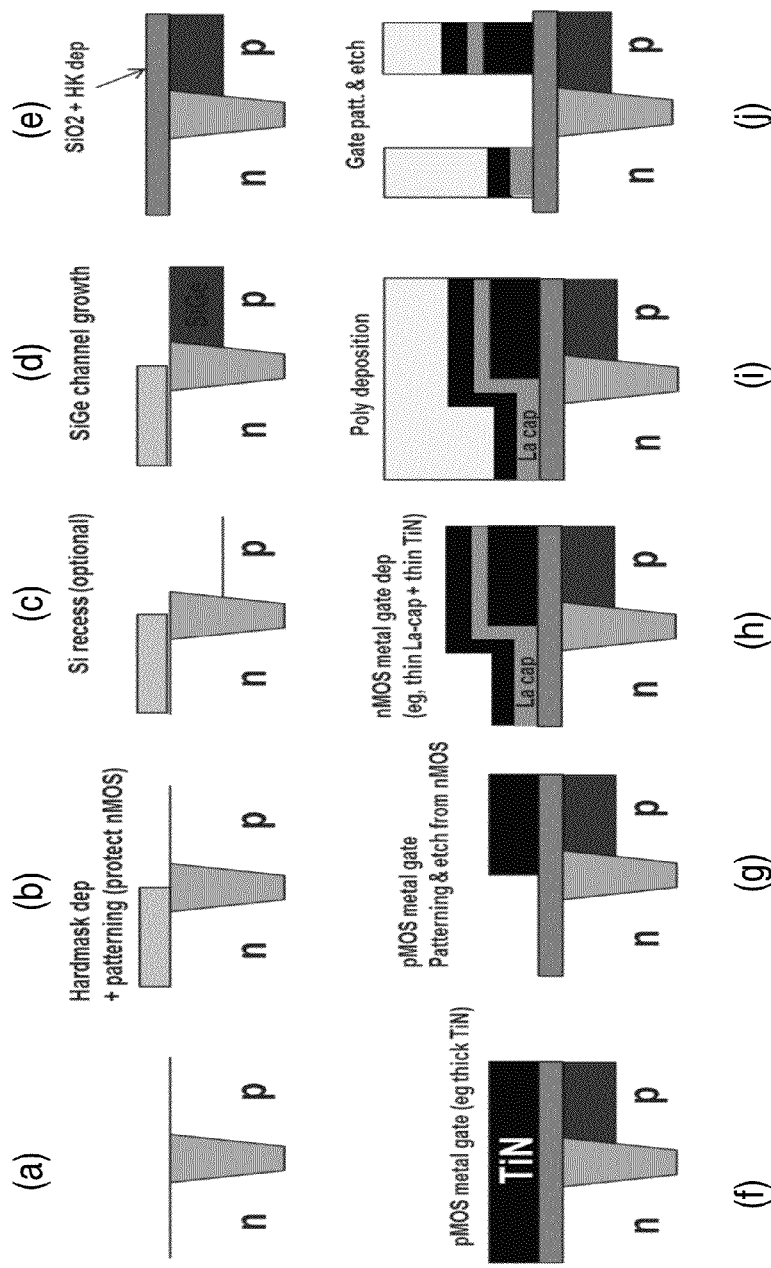 (a)
n
p
(b)
Hardmask dep
+ patterning (protect nMOS)
n
p
(c)
Si recess (optional)
n
p
(d)
SiGe channel growth
SiGe
n
p
(e)
SiO2 + HK dep
n
p
pMOS metal gate (eg thick TiN)
TiN
n
p
(f)
pMOS metal gate
Patterning & etch from nMOS
n
p
(g)
nMOS metal gate dep
(eg, thin La-cap + thin TiN)
La cap
n
p
(h)
Poly deposition
La cap
n
p
(i)
Gate patt. & etch
n
p
(j)